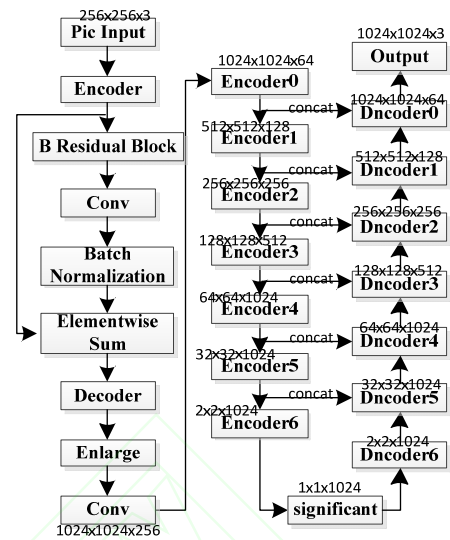 256x256x3
Pic Input
Encoder
B Residual Block
Conv
Batch
Normalization
Elementwise
Sum
Decoder
Enlarge
Conv
1024x1024x256
1024x1024x64
Encoder0
concat
512x512x128
Encoder1
concat
256x256x256
Encoder2
concat
128x128x512
Encoder3
concat
64x64x1024
Encoder4
concat
32x32x1024
Encoder5
concat
2x2x1024
Encoder6
1x1x1024
significant
1024x1024x3
Output
1024x1024x64
Dncoder0
512x512x128
Dncoder1
256x256x256
Dncoder2
128x128x512
Dncoder3
64x64x1024
Dncoder4
32x32x1024
Dncoder5
2x2x1024
Dncoder6